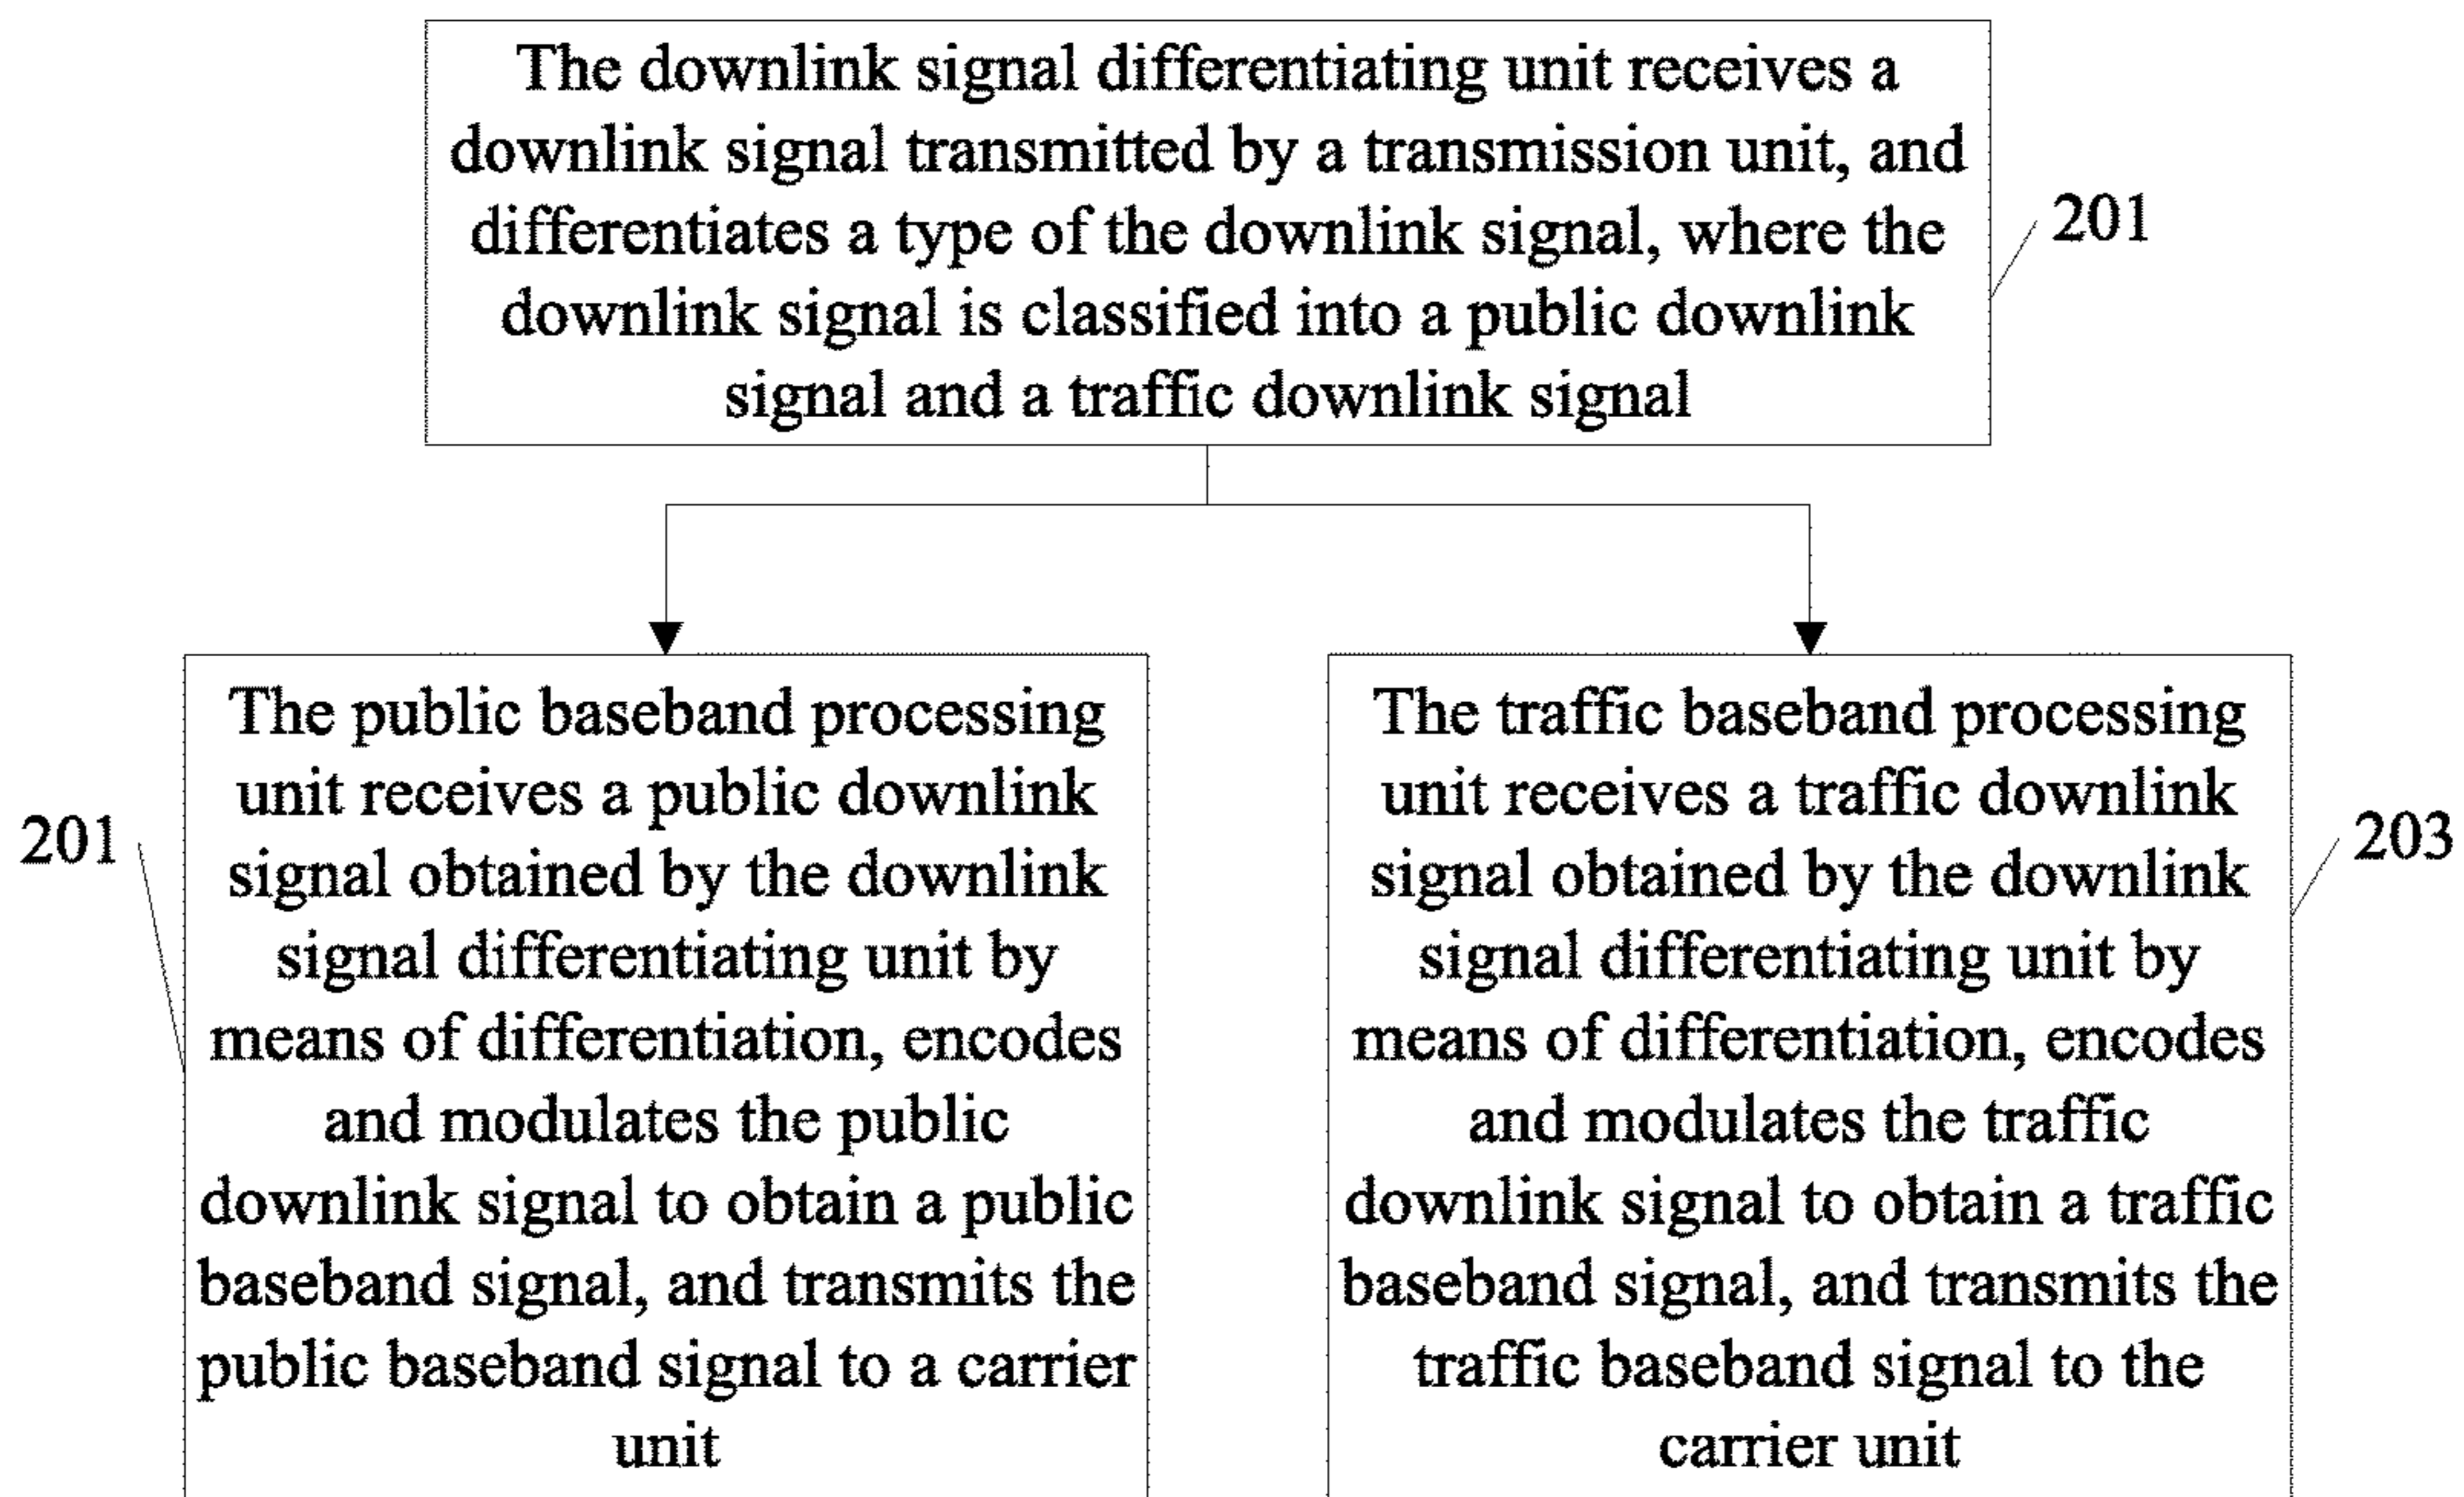 The downlink signal differentiating unit receives a
downlink signal transmitted by a transmission unit, and
differentiates a type of the downlink signal, where the
downlink signal is classified into a public downlink
signal and a traffic downlink signal
201
The public baseband processing
unit receives a public downlink
signal obtained by the downlink
signal differentiating unit by
means of differentiation, encodes
and modulates the public
downlink signal to obtain a public
baseband signal, and transmits the
public baseband signal to a carrier
unit
201
The traffic baseband processing
unit receives a traffic downlink
signal obtained by the downlink
signal differentiating unit by
means of differentiation, encodes
and modulates the traffic
downlink signal to obtain a traffic
baseband signal, and transmits the
traffic baseband signal to the
carrier unit
203